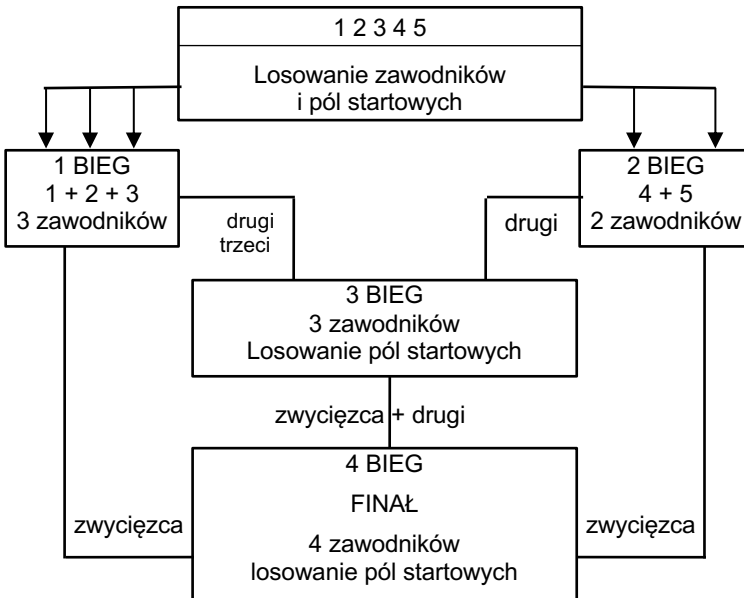 1 2 3 4 5
Losowanie zawodników
i pól startowych
1 BIEG
1 + 2 + 3
3 zawodników
2 BIEG
4 + 5
2 zawodników
drugi
trzeci
drugi
3 BIEG
3 zawodników
Losowanie pól startowych
zwycięzca + drugi
4 BIEG
FINAŁ
4 zawodników
losowanie pól startowych
zwycięzca
zwycięzca